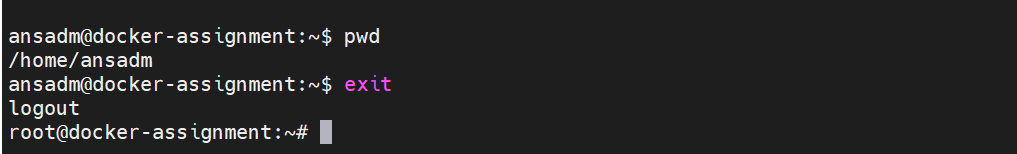 ansadm@docker-assignment:~$ pwd
/home/ansadm
ansadm@docker-assignment:~$ exit
logout
root@docker-assignment:~#